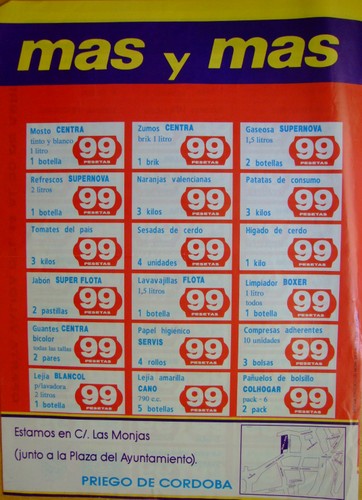 mas y mas
Mosto CENTRA
tinto y blanco
1 litro
1 botella
99
PESETAS
Zumos CENTRA
brik 1 litro
1 brik
99
PESETAS
Gaseosa SUPERNOVA
1,5 litros
2 botellas
99
PESETAS
Refrescos SUPERNOVA
2 litros
1 botella
99
PESETAS
Naranjas valencianas
3 kilos
99
PESETAS
Patatas de consumo
3 kilos
99
PESETAS
Tomates del país
3 kilos
99
PESETAS
Sesadas de cerdo
4 unidades
99
PESETAS
Hígado de cerdo
1 kilo
99
PESETAS
Jabón SUPER FLOTA
2 pastillas
99
PESETAS
Lavavajillas FLOTA
1,5 litros
1 botella
99
PESETAS
Limpiador BOXER
1 litro
todos
1 botella
99
PESETAS
Guantes CENTRA
bicolor
todas las tallas
2 pares
99
PESETAS
Papel higiénico
SERVIS
4 rollos
99
PESETAS
Compresas adherentes
10 unidades
3 bolsas
99
PESETAS
Lejía BLANCOL
p/lavadora
2 litros
1 botella
99
PESETAS
Lejía amarilla
CANO
790 c.c.
5 botellas
99
PESETAS
Pañuelos de bolsillo
COLHOGAR
pack - 6
2 pack
99
PESETAS
Estamos en C/. Las Monjas
(junto a la Plaza del Ayuntamiento).
PRIEGO DE CORDOBA